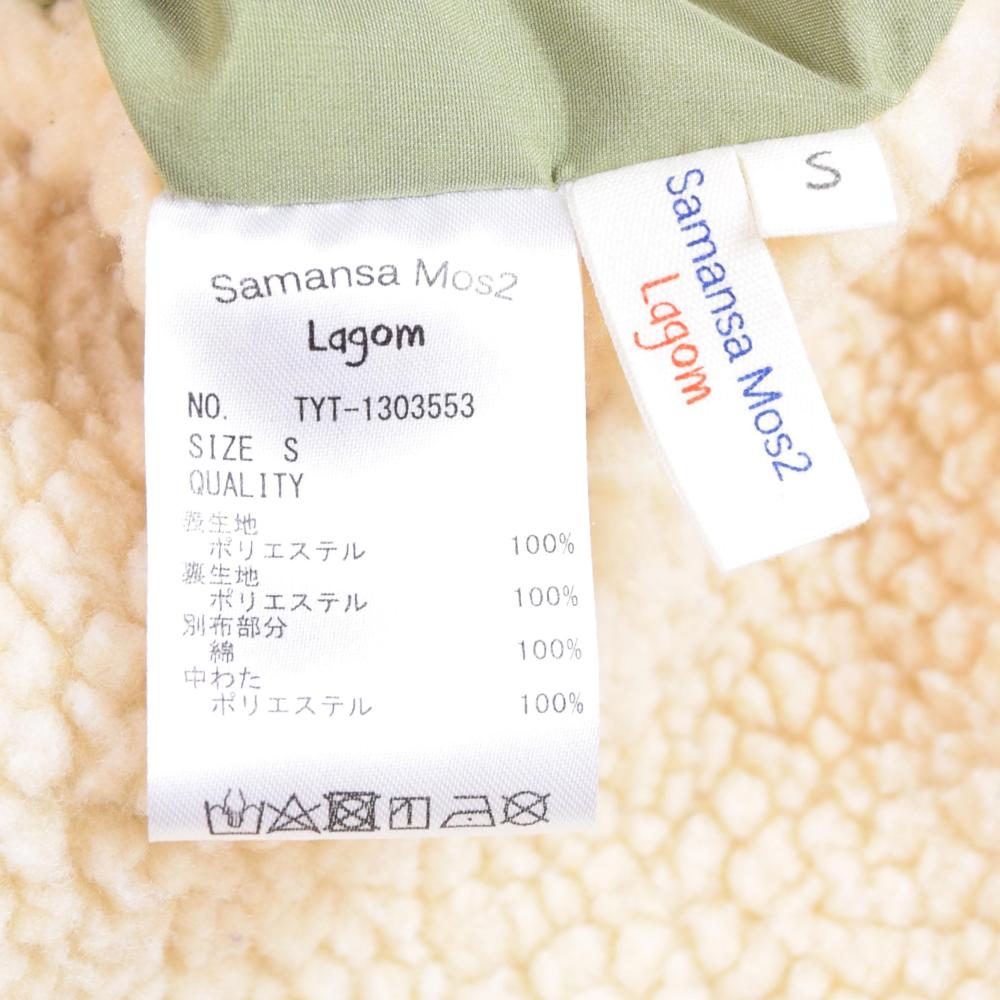 Samansa Mos2
Lagom
NO. TYT-1303553
SIZE S
QUALITY
表生地
ポリエステル 100%
裏生地
ポリエステル 100%
別布部分
綿 100%
中わた
ポリエステル 100%
Samansa Mos2
Lagom
S